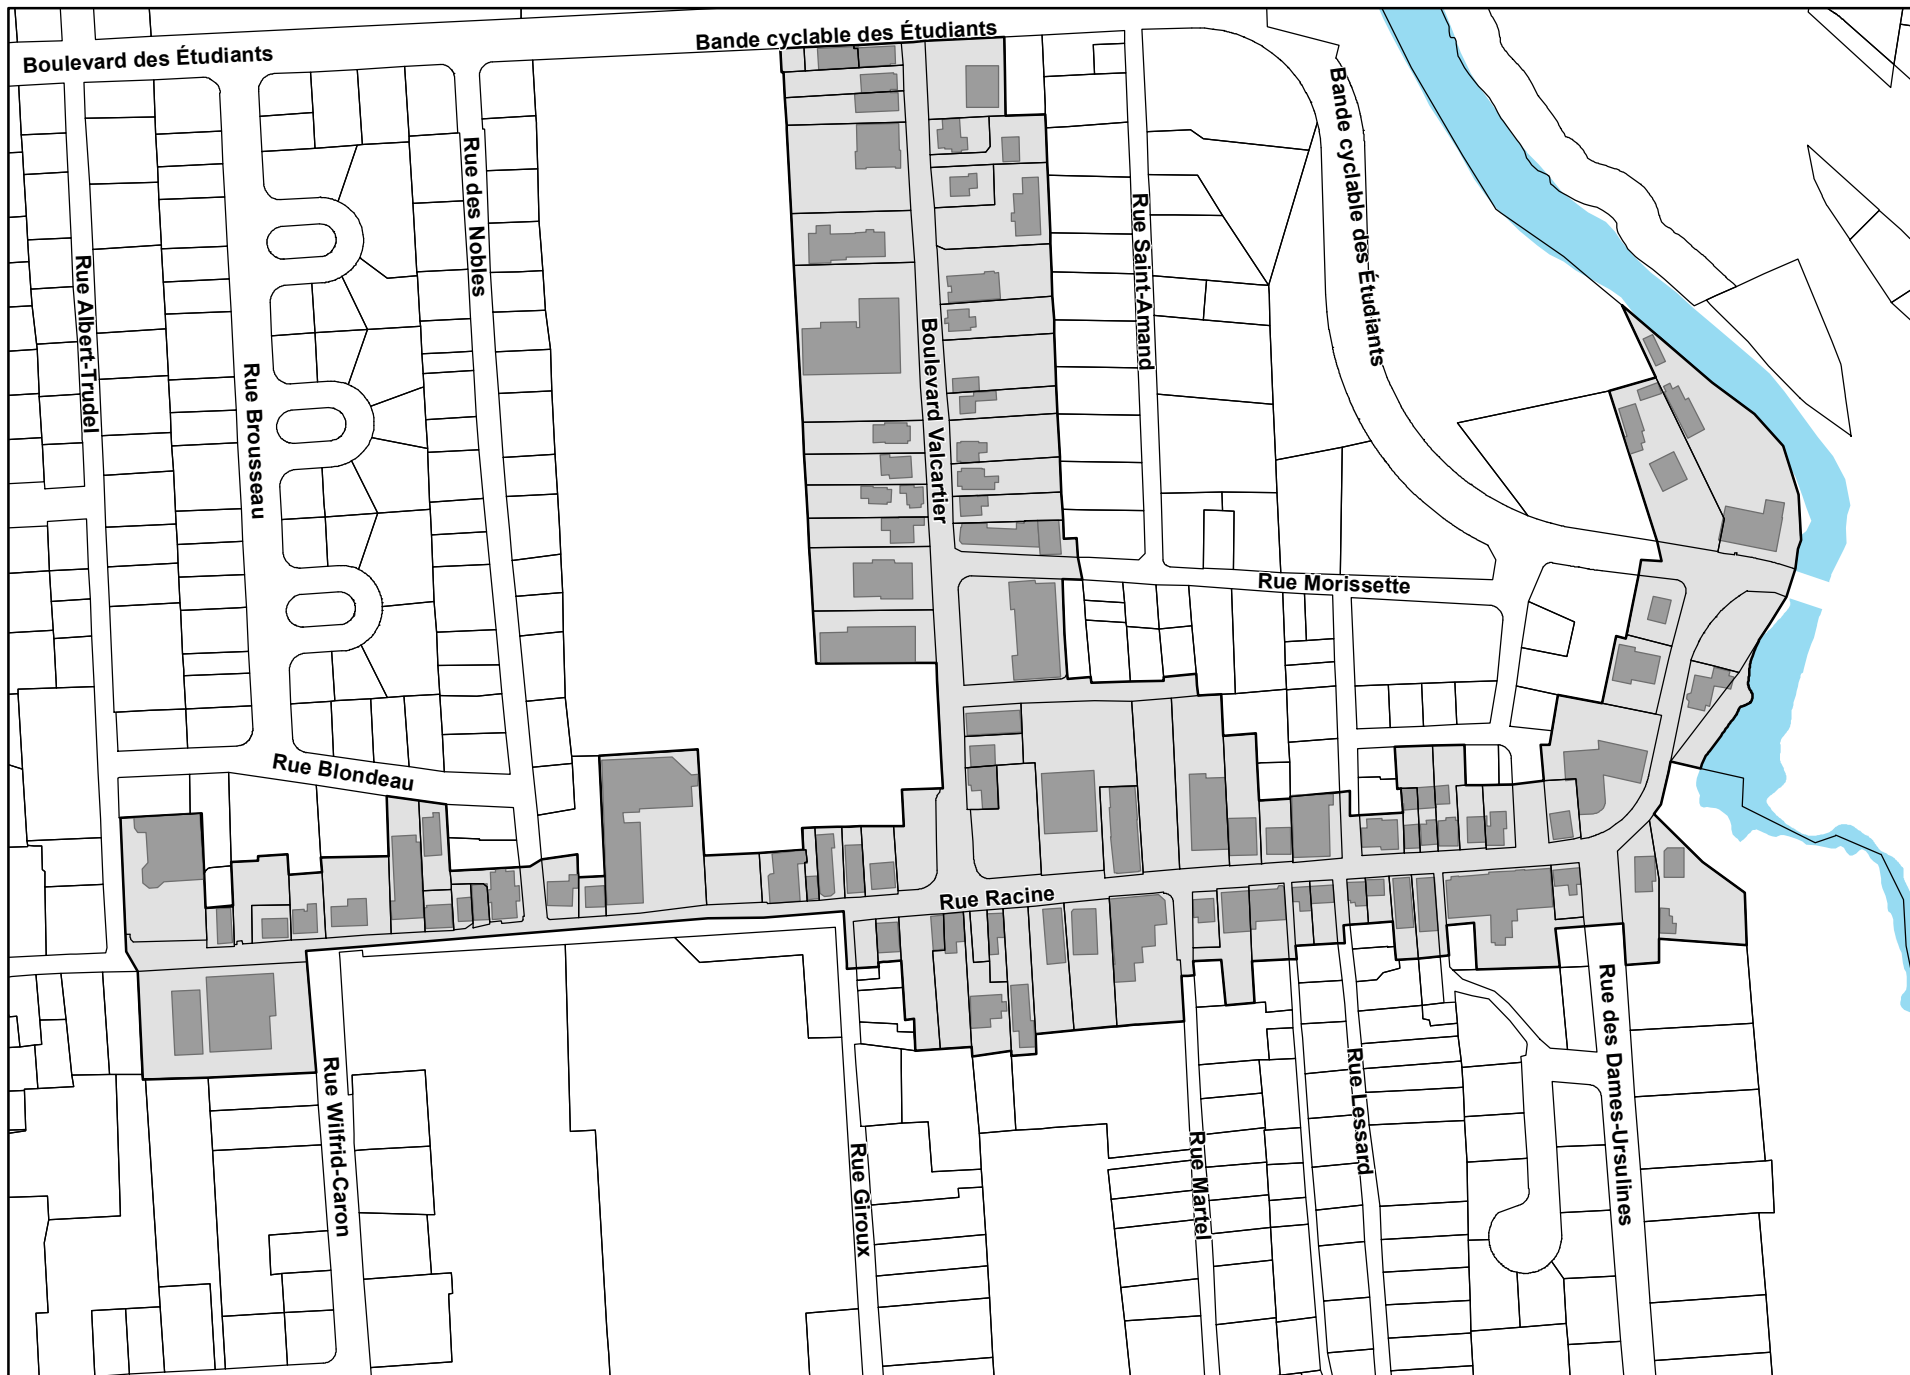 Boulevard des Étudiants
Bande cyclable des Étudiants
Bande cyclable des Étudiants
Rue des Nobles
Rue Saint-Amand
Rue Albert-Trudel
Boulevard Valcartier
Rue Brousseau
Rue Morissette
Rue Blondeau
Rue Racine
Rue des Dames-Ursulines
Rue Wilfrid-Caron
Rue Lessard
Rue Giroux
Rue Martel